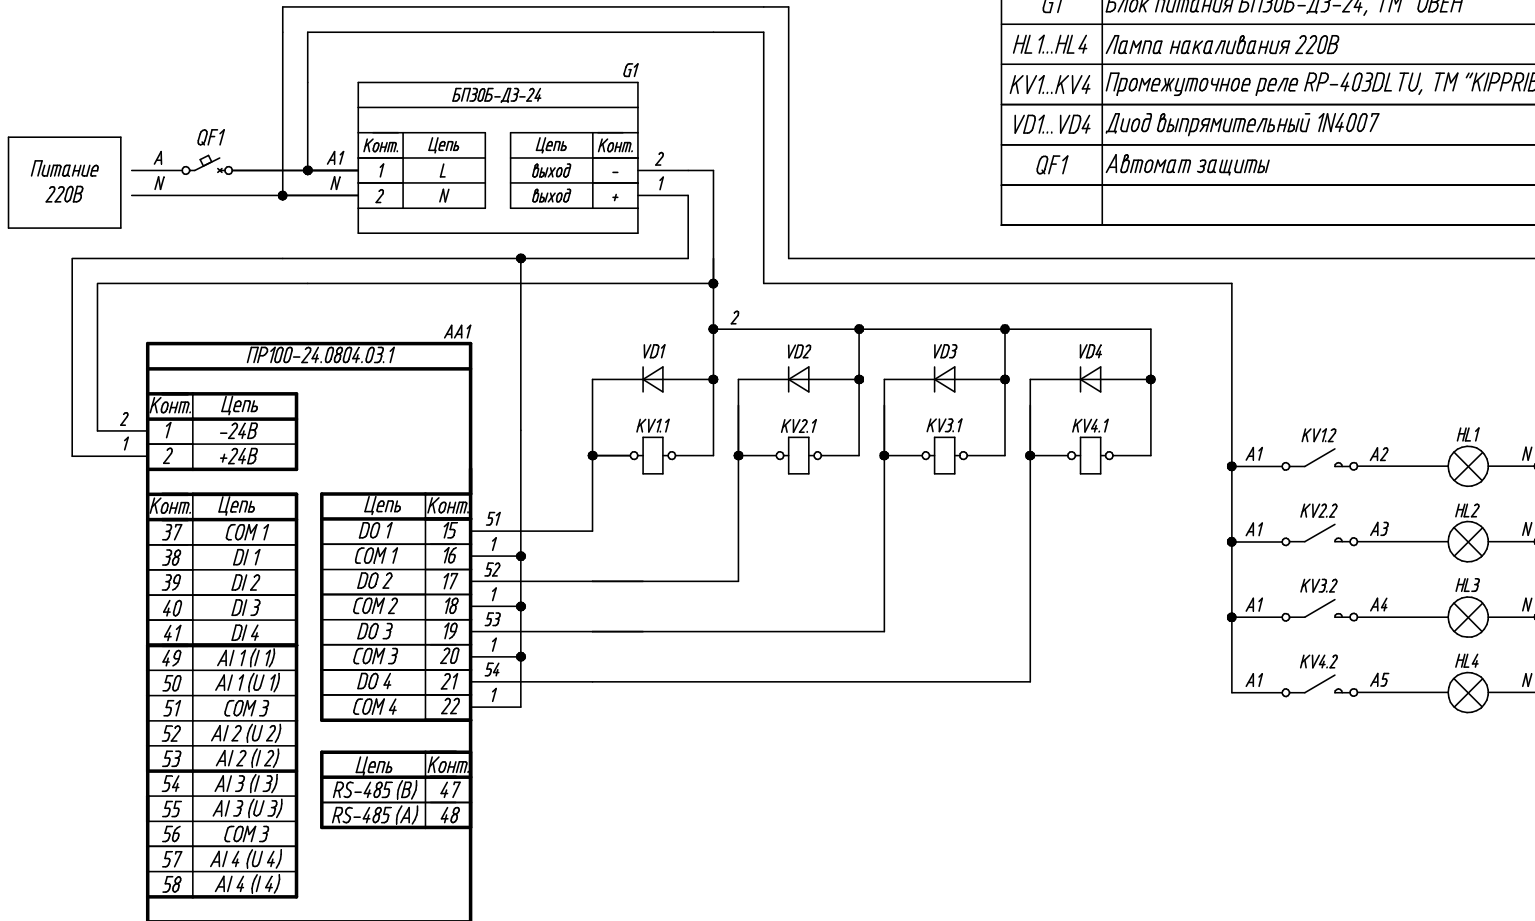 G1 Блок питания БП30Б-Д3-24, ТМ "ОВЕН"
HL1...HL4 Лампа накаливания 220В
KV1...KV4 Промежуточное реле RP-403DLTU, ТМ "KIPPRIB
VD1...VD4 Диод выпрямительный 1N4007
QF1 Автомат защиты
G1
БП30Б-Д3-24
Конт. Цепь
1 L
2 N
Цепь Конт.
выход -
выход +
Питание
220В
A
N
QF1
A1
N
2
1
AA1
ПР100-24.0804.03.1
2
1
Конт. Цепь
1 -24В
2 +24В
Конт. Цепь
37 COM 1
38 DI 1
39 DI 2
40 DI 3
41 DI 4
49 AI 1 (I 1)
50 AI 1 (U 1)
51 COM 3
52 AI 2 (U 2)
53 AI 2 (I 2)
54 AI 3 (I 3)
55 AI 3 (U 3)
56 COM 3
57 AI 4 (U 4)
58 AI 4 (I 4)
Цепь Конт.
DO 1 15 51
COM 1 16 1
DO 2 17 52
COM 2 18 1
DO 3 19 53
COM 3 20 1
DO 4 21 54
COM 4 22 1
Цепь Конт.
RS-485 (B) 47
RS-485 (A) 48
2
VD1 VD2 VD3 VD4
KV1.1 KV2.1 KV3.1 KV4.1
A1 KV1.2 A2 HL1 N
A1 KV2.2 A3 HL2 N
A1 KV3.2 A4 HL3 N
A1 KV4.2 A5 HL4 N